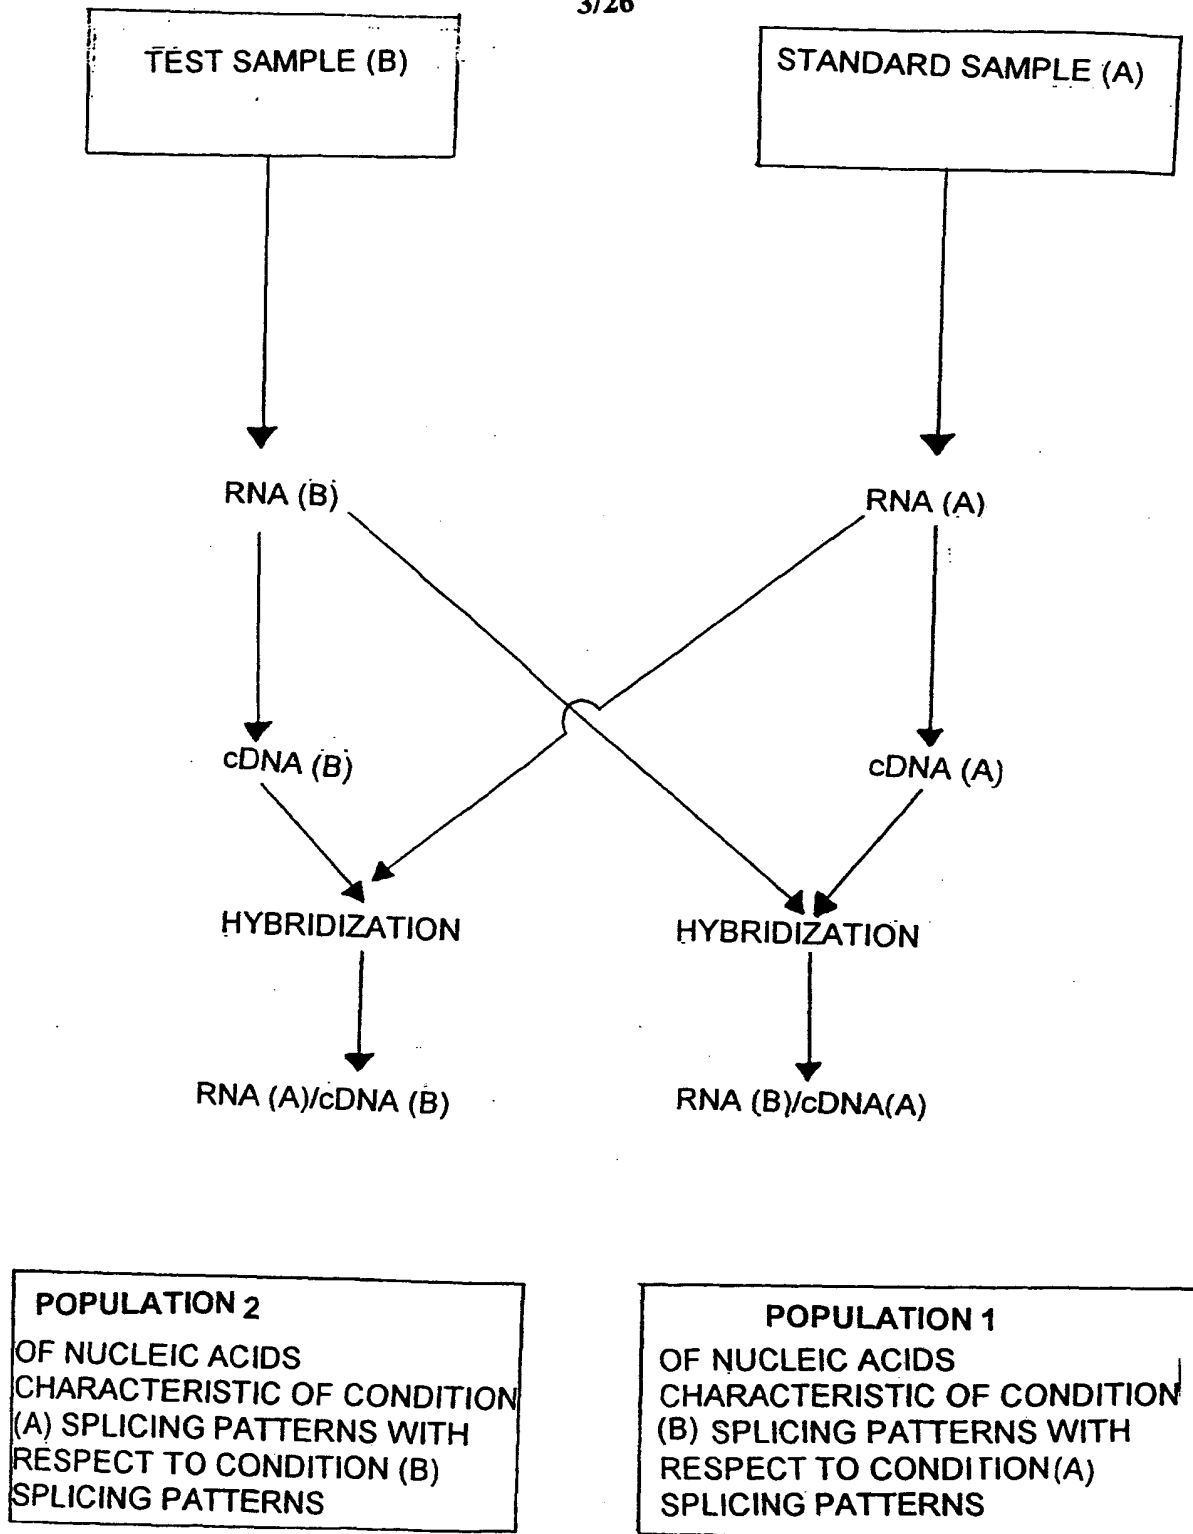 3/26
TEST SAMPLE (B)
STANDARD SAMPLE (A)
RNA (B)
RNA (A)
cDNA (B)
cDNA (A)
HYBRIDIZATION
HYBRIDIZATION
RNA (A)/cDNA (B)
RNA (B)/cDNA(A)
POPULATION 2
OF NUCLEIC ACIDS
CHARACTERISTIC OF CONDITION
(A) SPLICING PATTERNS WITH
RESPECT TO CONDITION (B)
SPLICING PATTERNS
POPULATION 1
OF NUCLEIC ACIDS
CHARACTERISTIC OF CONDITION
(B) SPLICING PATTERNS WITH
RESPECT TO CONDITION(A)
SPLICING PATTERNS